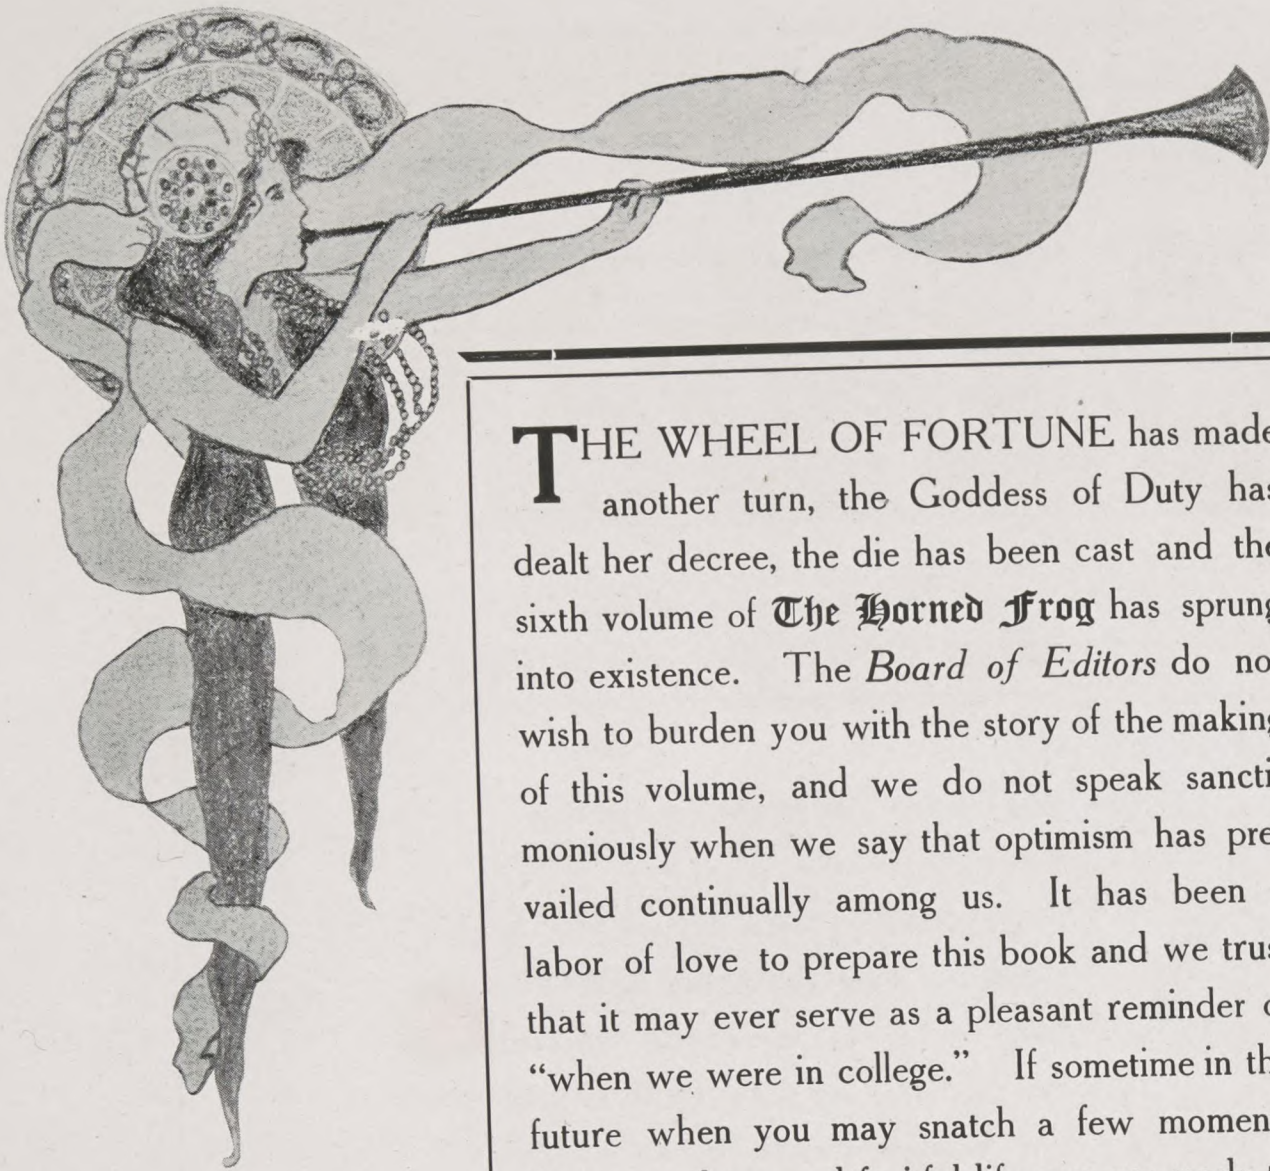 THE WHEEL OF FORTUNE has made
another turn, the Goddess of Duty has
dealt her decree, the die has been cast and the
sixth volume of The Horned Frog has sprung
into existence. The Board of Editors do no
wish to burden you with the story of the making
of this volume, and we do not speak sancti
moniously when we say that optimism has pre
vailed continually among us. It has been
labor of love to prepare this book and we trus
that it may ever serve as a pleasant reminder o
“when we were in college.” If sometime in th
future when you may snatch a few momen